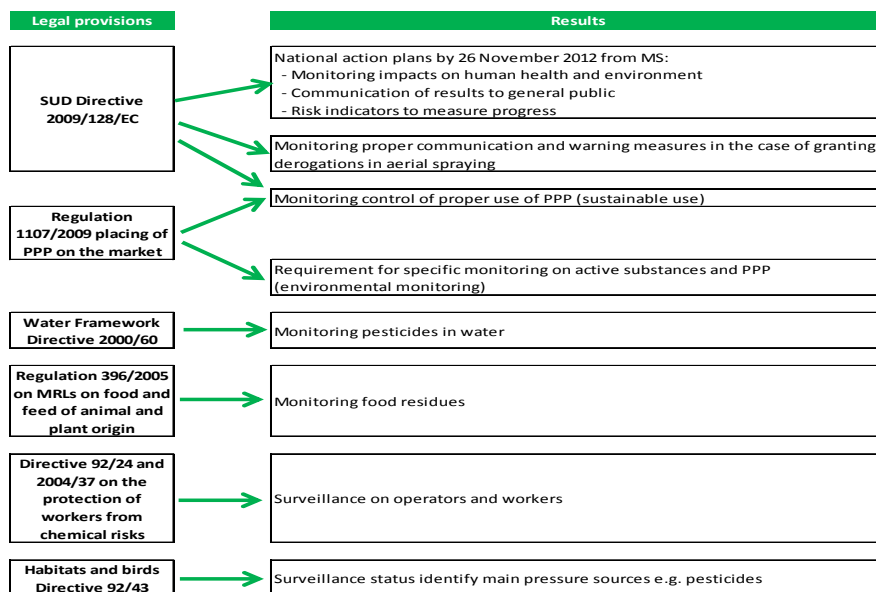 Legal provisions
Results
SUD Directive
2009/128/EC
National action plans by 26 November 2012 from MS:
- Monitoring impacts on human health and environment
- Communication of results to general public
- Risk indicators to measure progress
Monitoring proper communication and warning measures in the case of granting
derogations in aerial spraying
Monitoring control of proper use of PPP (sustainable use)
Regulation
1107/2009 placing of
PPP on the market
Requirement for specific monitoring on active substances and PPP
(environmental monitoring)
Water Framework
Directive 2000/60
Monitoring pesticides in water
Regulation 396/2005
on MRLs on food and
feed of animal and
plant origin
Monitoring food residues
Directive 92/24 and
2004/37 on the
protection of
workers from
chemical risks
Surveillance on operators and workers
Habitats and birds
Directive 92/43
Surveillance status identify main pressure sources e.g. pesticides